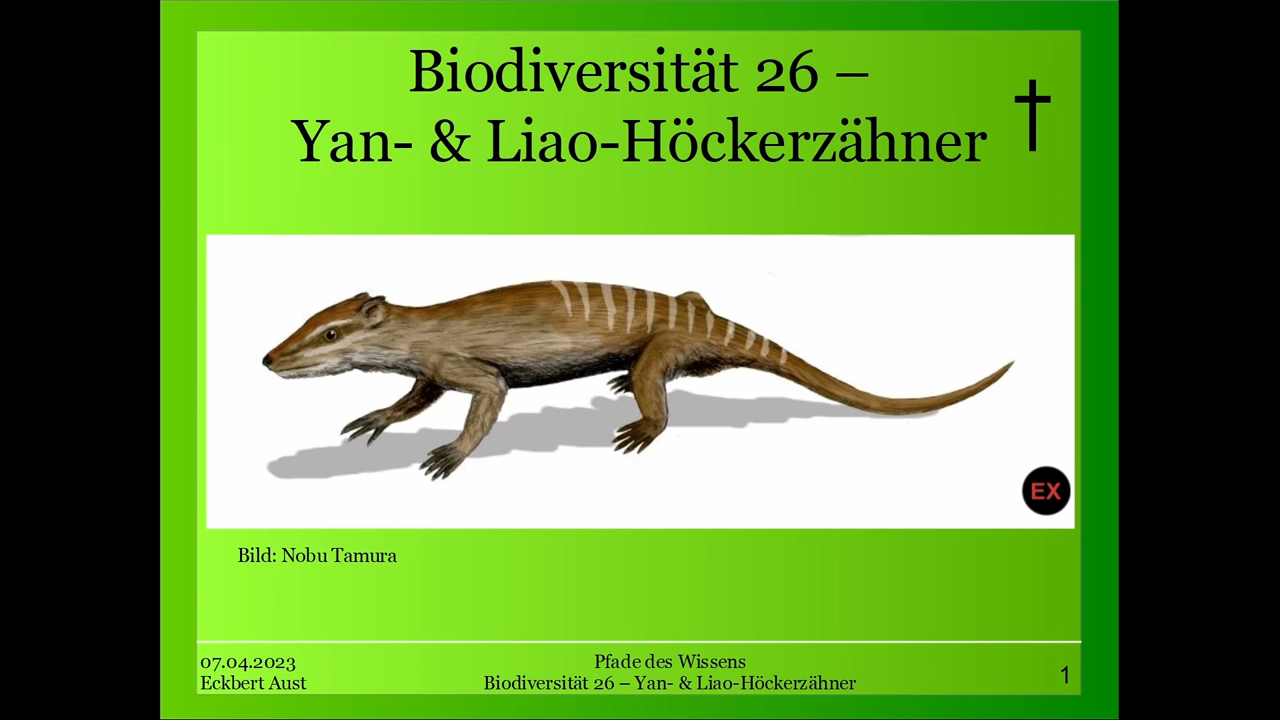 Biodiversität 26 –
Yan- & Liao-Höckerzähner
†
EX
Bild: Nobu Tamura
07.04.2023
Eckbert Aust
Pfade des Wissens
Biodiversität 26 – Yan- & Liao-Höckerzähner
1